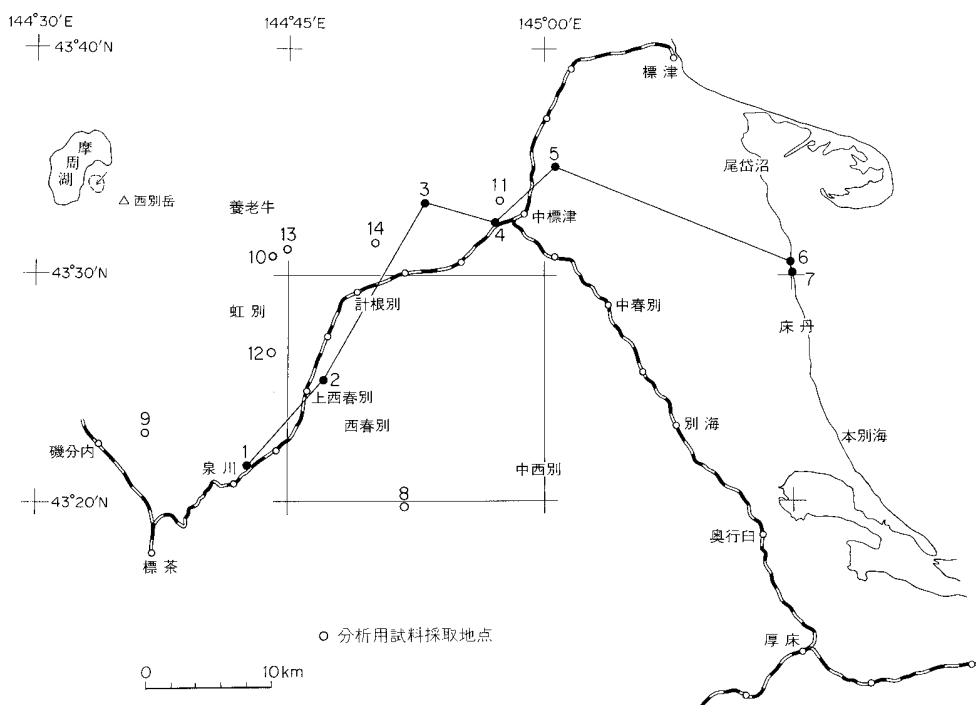 144°30′E
144°45′E
145°00′E
43°40′N
標津
摩周湖
△西別岳
尾岱沼
養老牛
3
11
5
中標津
4
13
14
10
6
7
43°30′N
計根別
虹別
中春別
床丹
12
2
上西春別
西春別
9
磯分内
1
泉川
別海
本別海
中西別
8
43°20′N
奥行臼
標茶
分析用試料採取地点
厚床
0
10km